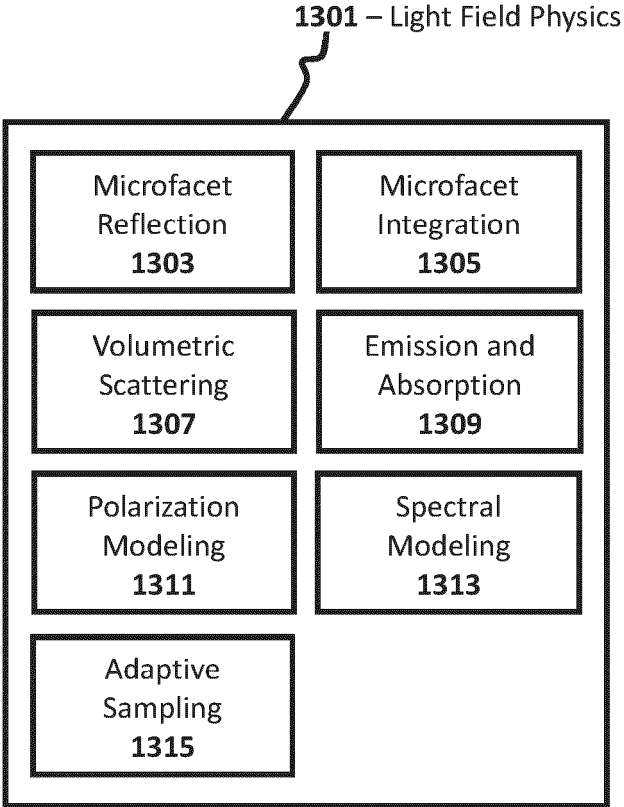 1301 – Light Field Physics
Microfacet
Reflection
1303
Microfacet
Integration
1305
Volumetric
Scattering
1307
Emission and
Absorption
1309
Polarization
Modeling
1311
Spectral
Modeling
1313
Adaptive
Sampling
1315